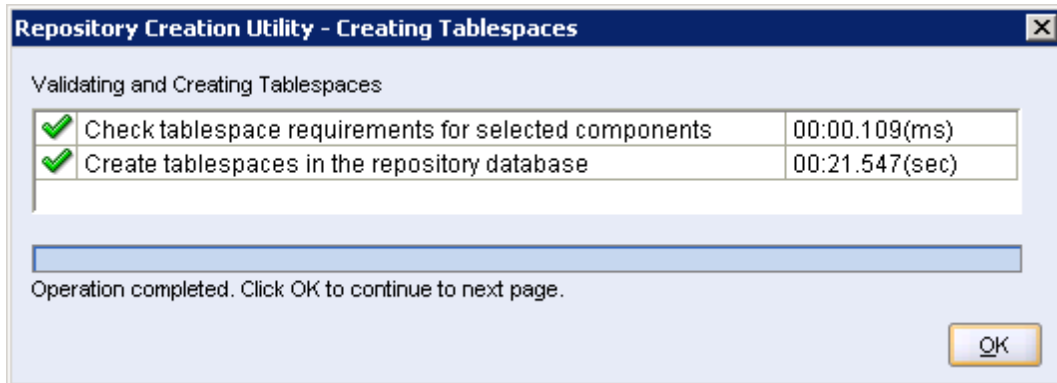 Repository Creation Utility - Creating Tablespaces
Validating and Creating Tablespaces
Check tablespace requirements for selected components 00:00.109(ms)
Create tablespaces in the repository database 00:21.547(sec)
Operation completed. Click OK to continue to next page.
OK